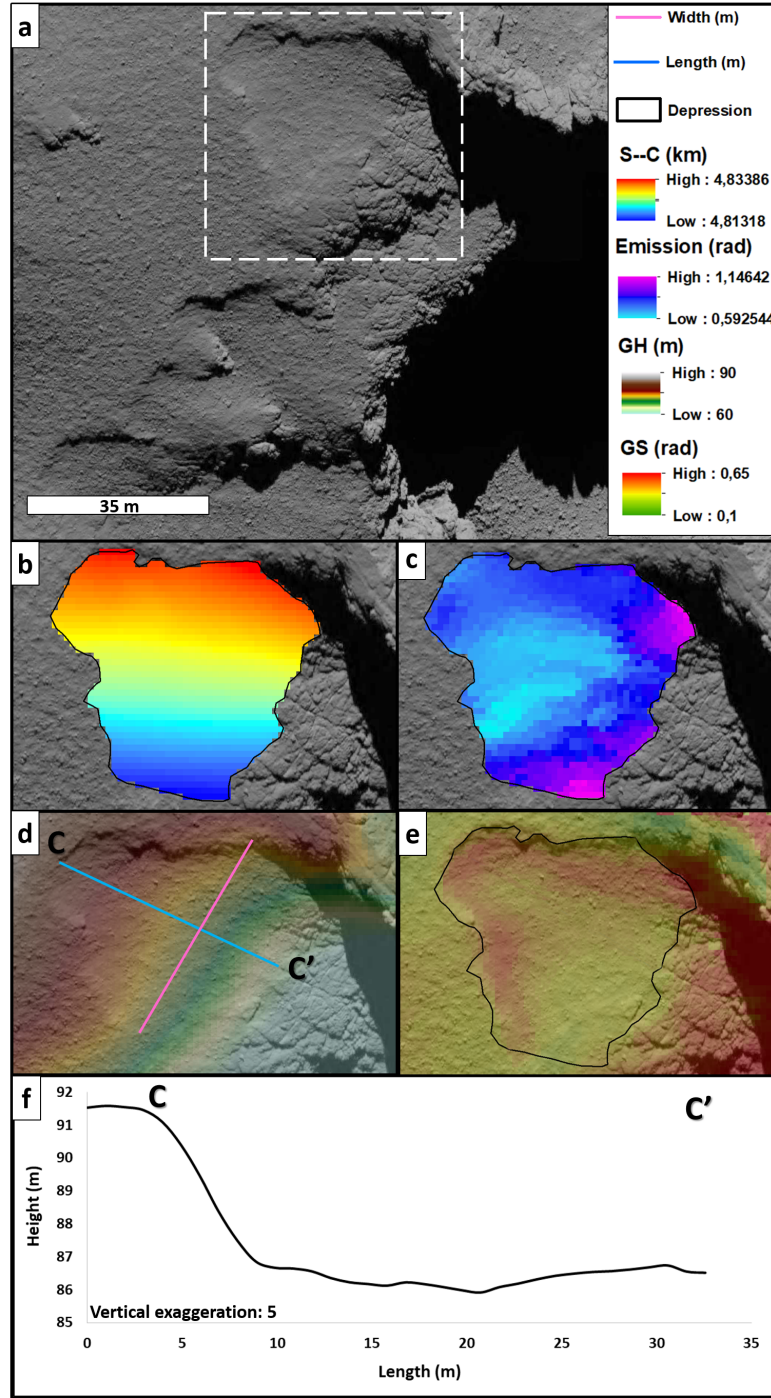 a
Width (m)
Length (m)
Depression
S--C (km)
High : 4,83386
Low : 4,81318
Emission (rad)
High : 1,14642
Low : 0,592544
GH (m)
High : 90
Low : 60
GS (rad)
High : 0,65
Low : 0,1
35 m
b
c
d
C
C'
e
f
C
C'
92
91
90
89
88
87
86
85
Height (m)
Vertical exaggeration: 5
0
5
10
15
20
25
30
35
Length (m)